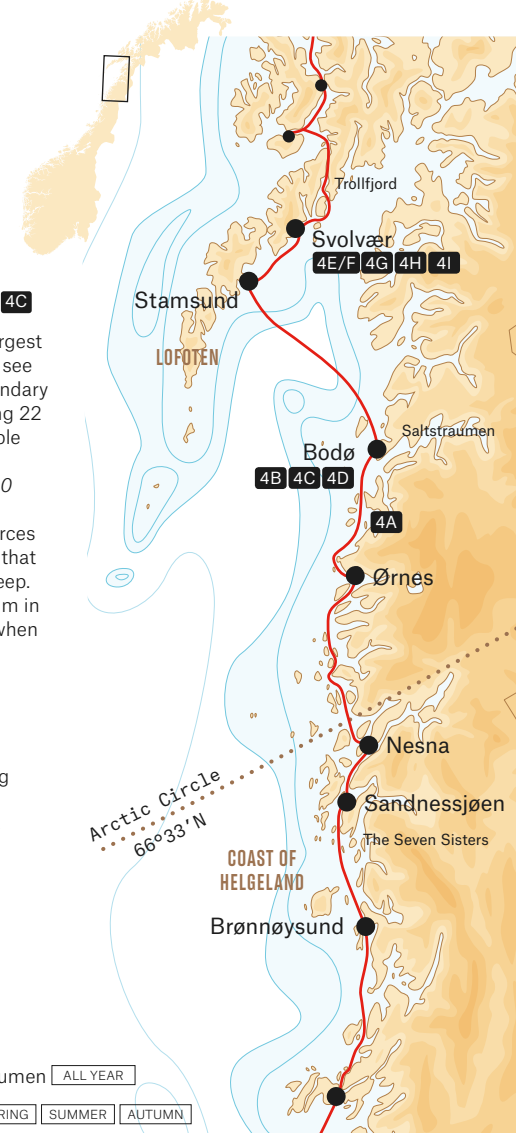 Trollfjord
Svolvær
4E/F 4G 4H 4I
4C
Stamsund
rgest
see
LOFOTEN
ndary
ng 22
ple
Saltstraumen
Bodø
4B 4C 4D
0
4A
rces
that
eep.
Ørnes
m in
when
Nesna
g
Arctic Circle
66°33'N
Sandnessjøen
The Seven Sisters
COAST OF
HELGELAND
Brønnøysund
umen ALL YEAR
RING SUMMER AUTUMN